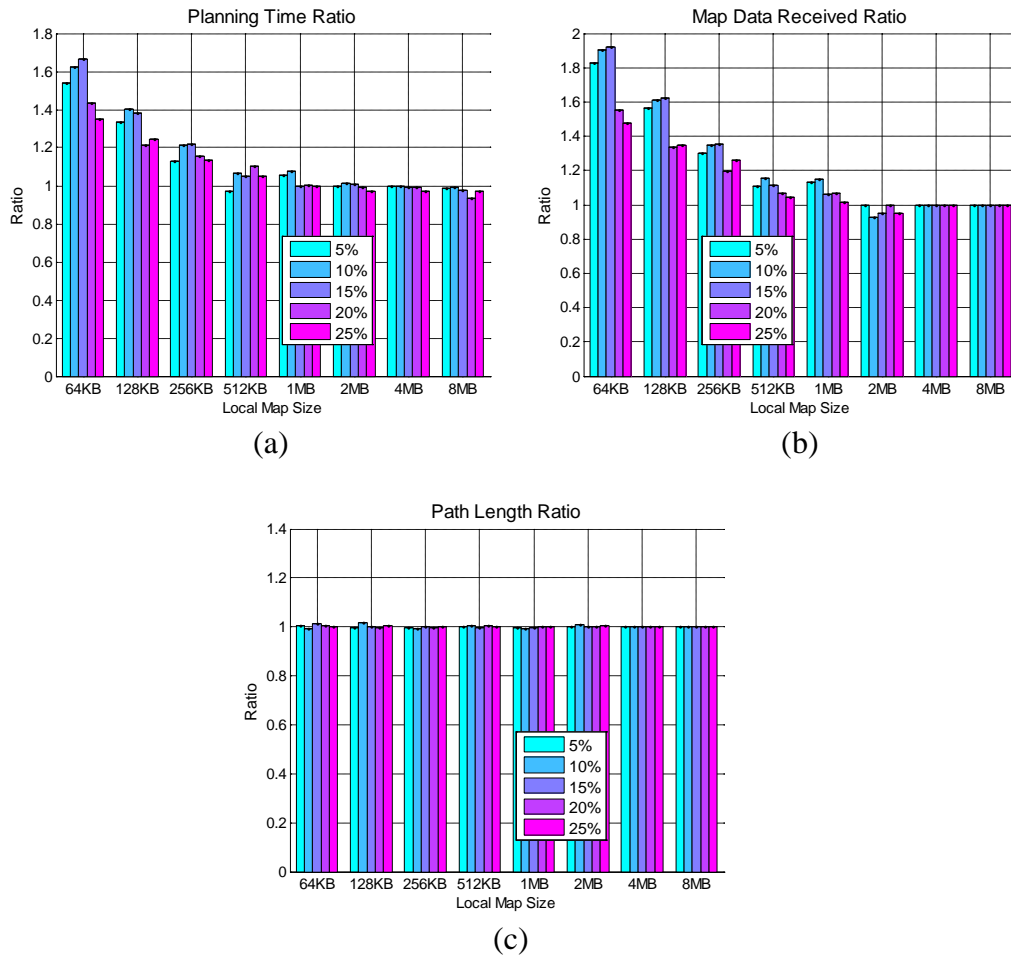 Planning Time Ratio
1.8
1.6
1.4
1.2
1
0.8
0.6
0.4
0.2
0
Ratio
5%
10%
15%
20%
25%
64KB 128KB 256KB 512KB 1MB 2MB 4MB 8MB
Local Map Size
(a)
Map Data Received Ratio
2
1.8
1.6
1.4
1.2
1
0.8
0.6
0.4
0.2
0
Ratio
5%
10%
15%
20%
25%
64KB 128KB 256KB 512KB 1MB 2MB 4MB 8MB
Local Map Size
(b)
Path Length Ratio
1.4
1.2
1
0.8
0.6
0.4
0.2
0
Ratio
5%
10%
15%
20%
25%
64KB 128KB 256KB 512KB 1MB 2MB 4MB 8MB
Local Map Size
(c)